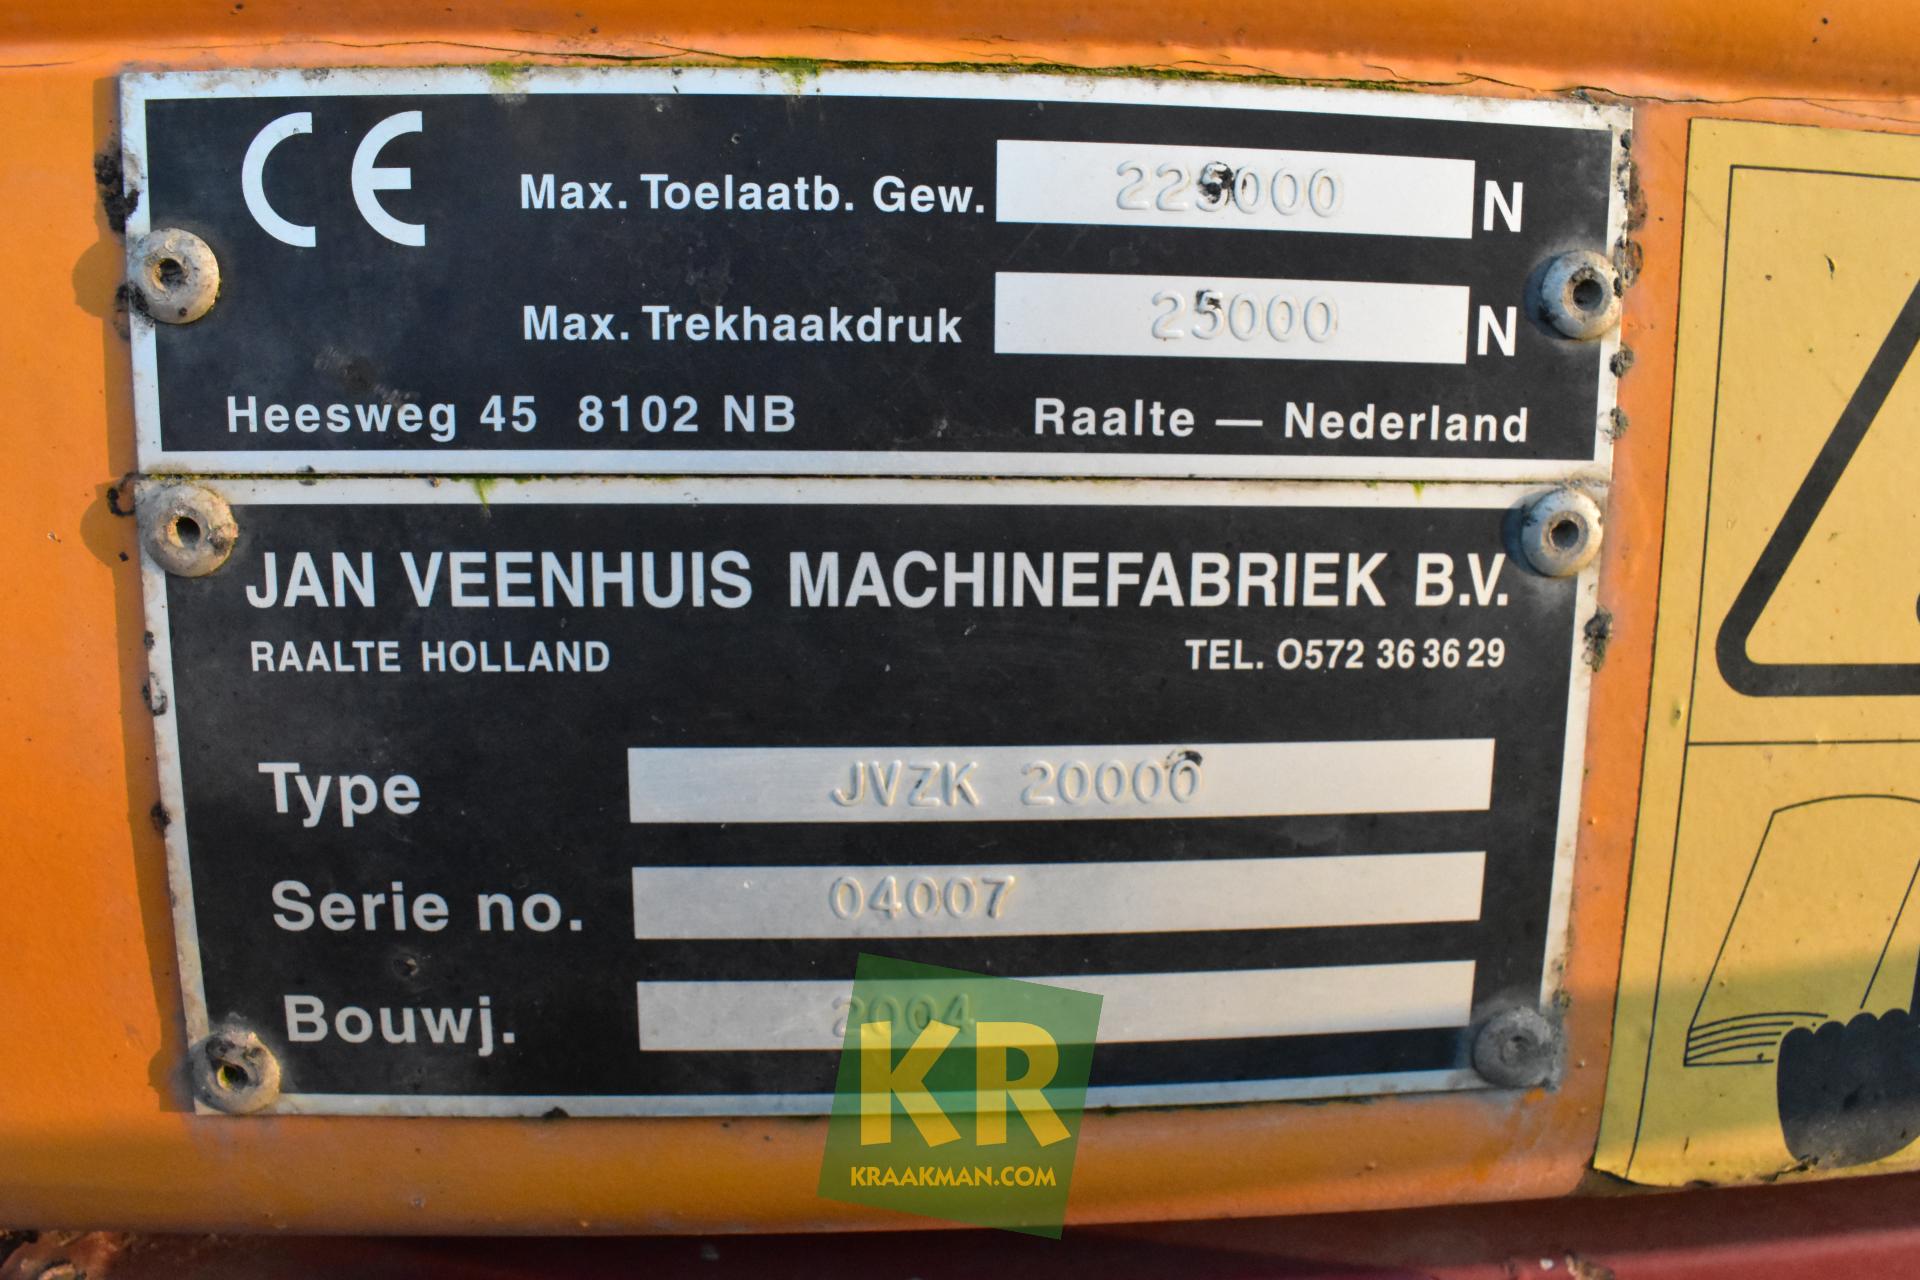 CE
Max. Toelaatb. Gew. 225000 N
Max. Trekhaakdruk 25000 N
Heesweg 45 8102 NB Raalte — Nederland
JAN VEENHUIS MACHINEFABRIEK B.V.
RAALTE HOLLAND TEL. 0572 36 36 29
Type JVZK 20000
Serie no. 04007
Bouwj. 2004
KR
KRAAKMAN.COM